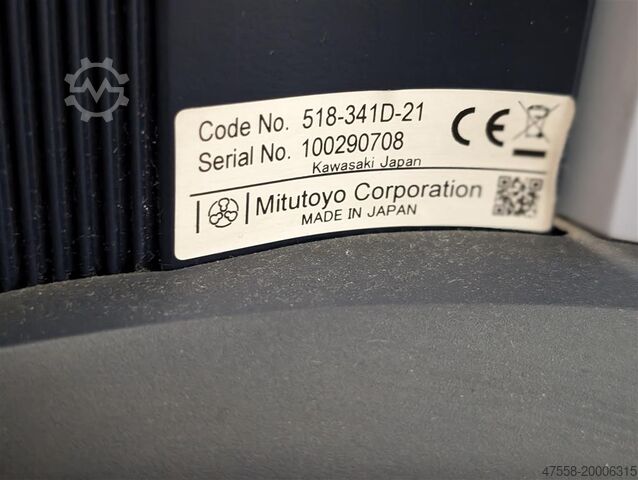 Code No. 518-341D-21
Serial No. 100290708
Kawasaki Japan
Mitutoyo Corporation
MADE IN JAPAN
47558-20006315